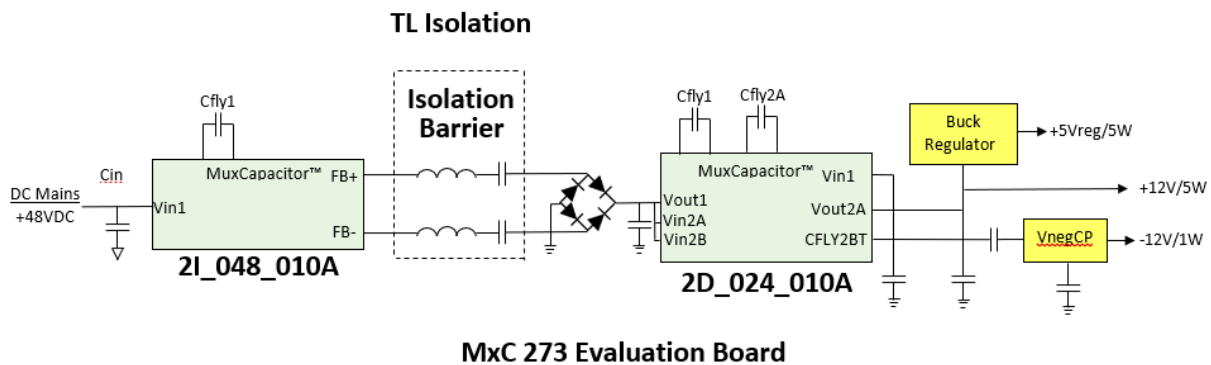 TL Isolation
Isolation
Barrier
Cfly1
Cfly1
Cfly2A
Buck
Regulator
+5Vreg/5W
DC Mains
+48VDC
Cin
Vin1
MuxCapacitor™
FB+
FB-
2I_048_010A
MuxCapacitor™
Vin1
Vout1
Vin2A
Vin2B
Vout2A
CFLY2BT
2D_024_010A
+12V/5W
VnegCP
-12V/1W
MxC 273 Evaluation Board